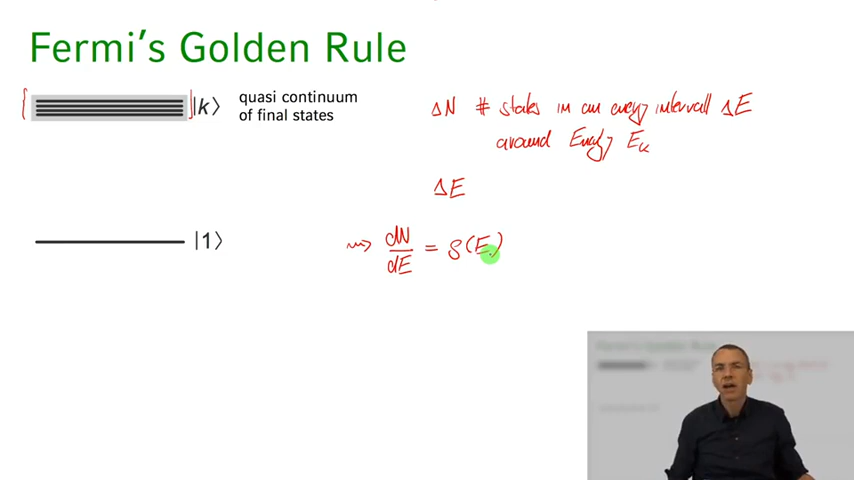 Fermi's Golden Rule
|k⟩ quasi continuum
of final states
ΔN # states in an energy intervall ΔE
around Energy E_k
ΔE
|1⟩
⇝ dN/dE = ρ(E)